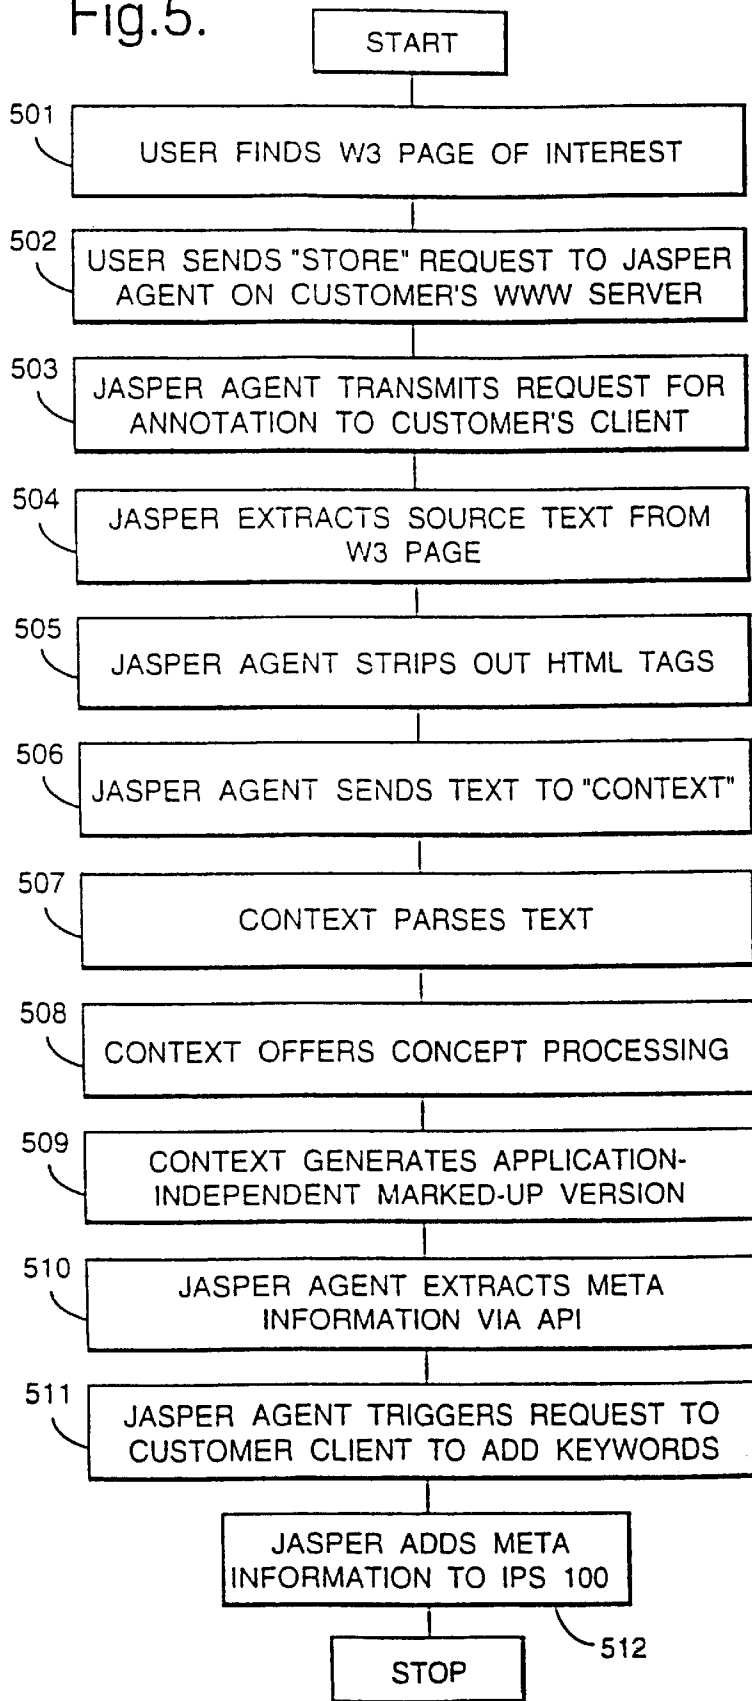 Fig.5.
START
501
USER FINDS W3 PAGE OF INTEREST
502
USER SENDS "STORE" REQUEST TO JASPER
AGENT ON CUSTOMER'S WWW SERVER
503
JASPER AGENT TRANSMITS REQUEST FOR
ANNOTATION TO CUSTOMER'S CLIENT
504
JASPER EXTRACTS SOURCE TEXT FROM
W3 PAGE
505
JASPER AGENT STRIPS OUT HTML TAGS
506
JASPER AGENT SENDS TEXT TO "CONTEXT"
507
CONTEXT PARSES TEXT
508
CONTEXT OFFERS CONCEPT PROCESSING
509
CONTEXT GENERATES APPLICATION-
INDEPENDENT MARKED-UP VERSION
510
JASPER AGENT EXTRACTS META
INFORMATION VIA API
511
JASPER AGENT TRIGGERS REQUEST TO
CUSTOMER CLIENT TO ADD KEYWORDS
JASPER ADDS META
INFORMATION TO IPS 100
512
STOP